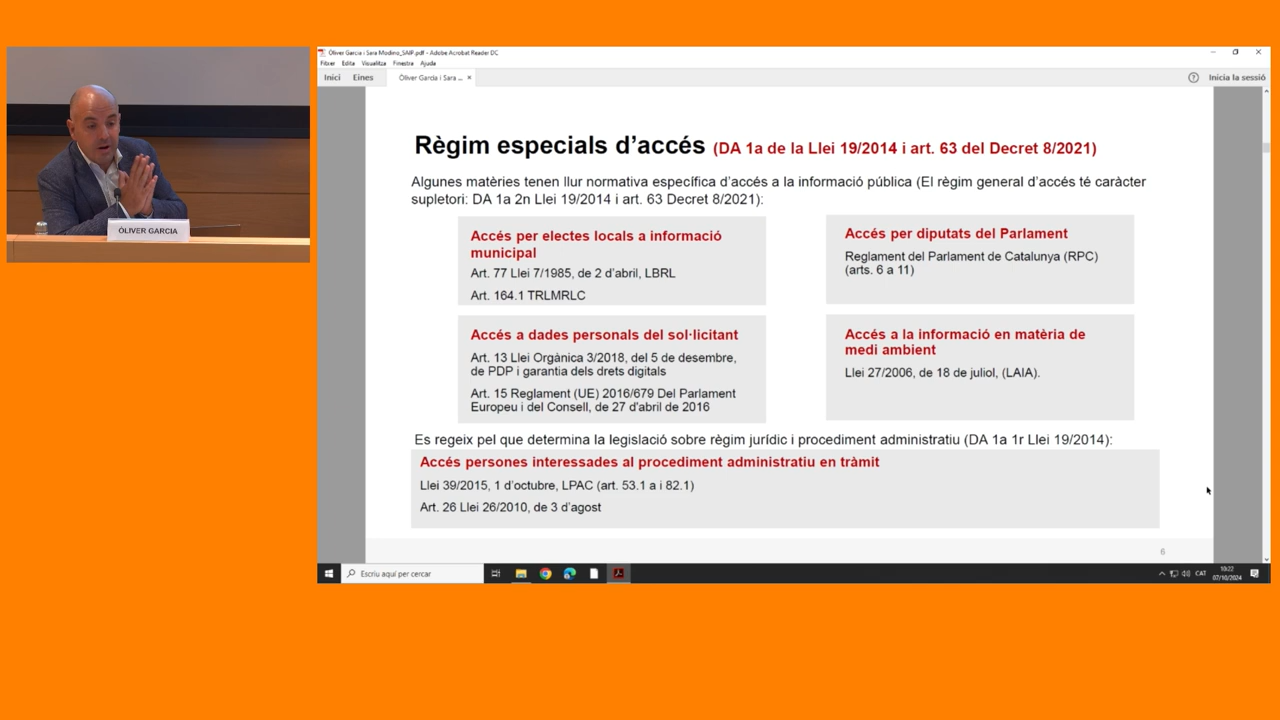 ÒLIVER GARCIA
Òliver Garcia i Sara Modino_SAIP.pdf - Adobe Acrobat Reader DC
Fitxer Edita Visualitza Finestra Ajuda
Inici Eines Òliver Garcia i Sara ... × Inicia la sessió
Règim especials d’accés (DA 1a de la Llei 19/2014 i art. 63 del Decret 8/2021)
Algunes matèries tenen llur normativa específica d’accés a la informació pública (El règim general d’accés té caràcter
supletori: DA 1a 2n Llei 19/2014 i art. 63 Decret 8/2021):
Accés per electes locals a informació
municipal
Art. 77 Llei 7/1985, de 2 d’abril, LBRL
Art. 164.1 TRLMRLC
Accés per diputats del Parlament
Reglament del Parlament de Catalunya (RPC)
(arts. 6 a 11)
Accés a dades personals del sol·licitant
Art. 13 Llei Orgànica 3/2018, del 5 de desembre,
de PDP i garantia dels drets digitals
Art. 15 Reglament (UE) 2016/679 Del Parlament
Europeu i del Consell, de 27 d'abril de 2016
Accés a la informació en matèria de
medi ambient
Llei 27/2006, de 18 de juliol, (LAIA).
Es regeix pel que determina la legislació sobre règim jurídic i procediment administratiu (DA 1a 1r Llei 19/2014):
Accés persones interessades al procediment administratiu en tràmit
Llei 39/2015, 1 d’octubre, LPAC (art. 53.1 a i 82.1)
Art. 26 Llei 26/2010, de 3 d’agost
6
Escriu aquí per cercar
CAT
10:22
07/10/2024